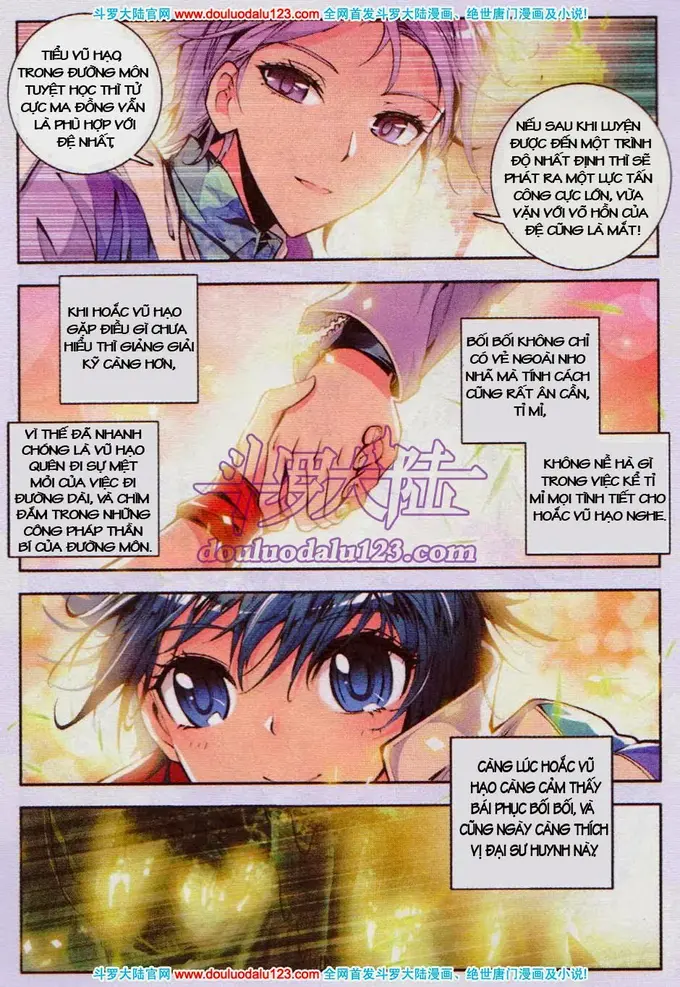 斗罗大陆官网 www.douluodalu123.com 全网首发斗罗大陆漫画、绝世唐门漫画及小说!
TIỂU VŨ HẠO,
TRONG ĐƯỜNG MÔN
TUYỆT HỌC THÌ TỬ
CỰC MA ĐỒNG VẪN
LÀ PHÙ HỢP VỚI
ĐỆ NHẤT,
NẾU SAU KHI LUYỆN
ĐƯỢC ĐẾN MỘT TRÌNH
ĐỘ NHẤT ĐỊNH THÌ SẼ
PHÁT RA MỘT LỰC TẤN
CÔNG CỰC LỚN, VỪA
VẶN VỚI VÕ HỒN CỦA
ĐỆ CŨNG LÀ MẮT!
KHI HOẮC VŨ HẠO
GẶP ĐIỀU GÌ CHƯA
HIỂU THÌ GIẢNG GIẢI
KỸ CÀNG HƠN,
BỐI BỐI KHÔNG CHỈ
CÓ VẺ NGOÀI NHO
NHÃ MÀ TÍNH CÁCH
CŨNG RẤT ÂN CẦN,
TỈ MỈ,
VÌ THẾ ĐÃ NHANH
CHÓNG LÀ VŨ HẠO
QUÊN ĐI SỰ MỆT
MỎI CỦA VIỆC ĐI
ĐƯỜNG DÀI, VÀ CHÌM
ĐẮM TRONG NHỮNG
CÔNG PHÁP THẦN
BÍ CỦA ĐƯỜNG MÔN.
KHÔNG NỀ HÀ GÌ
TRONG VIỆC KỂ TỈ
MỈ MỌI TÌNH TIẾT CHO
HOẮC VŨ HẠO NGHE.
斗罗大陆
douluodalu123.com
CÀNG LÚC HOẮC VŨ
HẠO CÀNG CẢM THẤY
BÁI PHỤC BỐI BỐI, VÀ
CŨNG NGÀY CÀNG THÍCH
VỊ ĐẠI SƯ HUYNH NÀY.
斗罗大陆官网 www.douluodalu123.com 全网首发斗罗大陆漫画、绝世唐门漫画及小说!